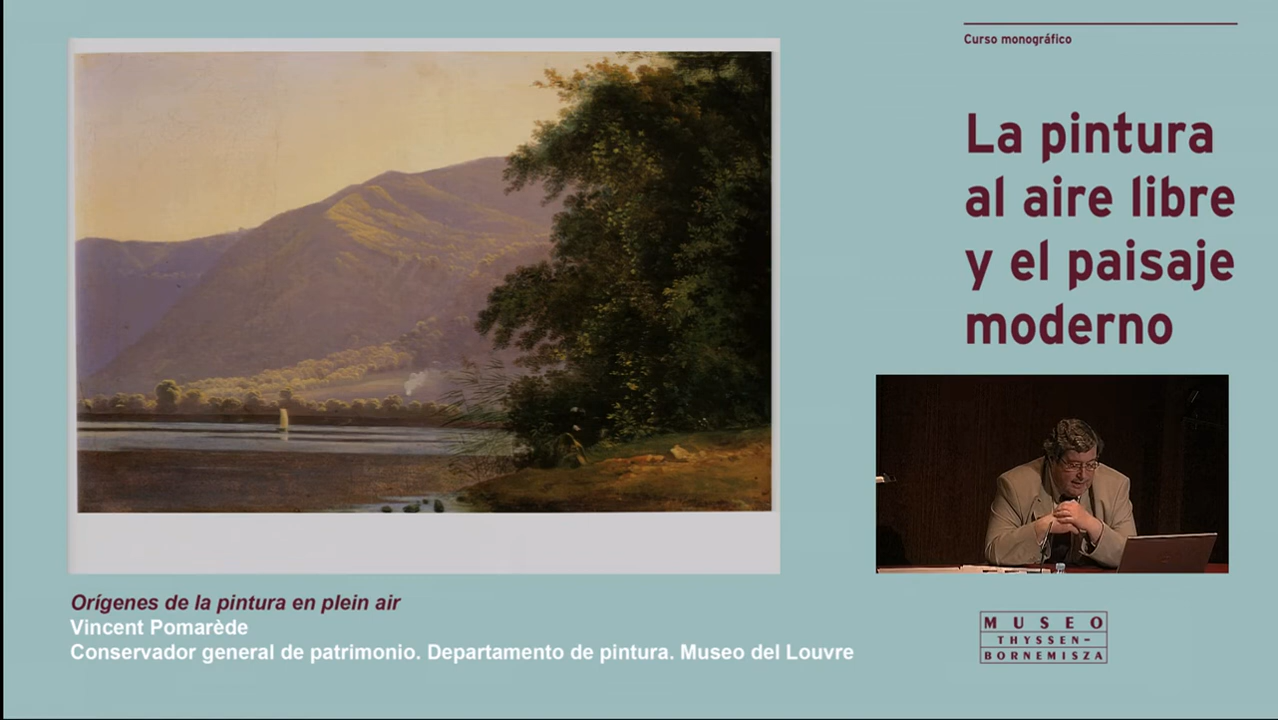 Curso monográfico
La pintura
al aire libre
y el paisaje
moderno
Orígenes de la pintura en plein air
Vincent Pomarède
Conservador general de patrimonio. Departamento de pintura. Museo del Louvre
MUSEO
THYSSEN-
BORNEMISZA